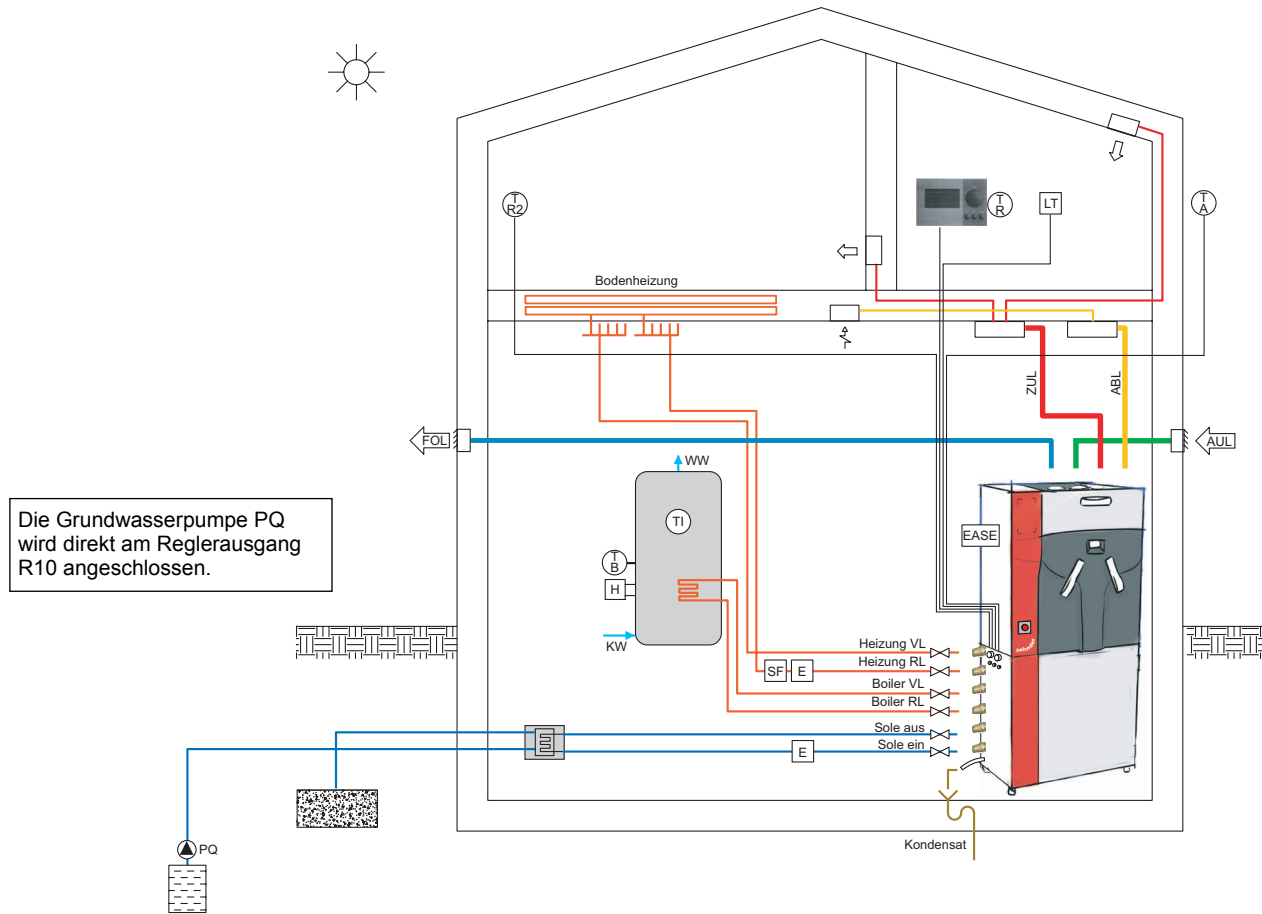 T
R2
T
R
LT
T
A
Bodenheizung
ZUL
ABL
FOL
AUL
WW
TI
EASE
T
B
H
KW
Die Grundwasserpumpe PQ
wird direkt am Reglerausgang
R10 angeschlossen.
Heizung VL
Heizung RL
SF
E
Boiler VL
Boiler RL
Sole aus
Sole ein
E
Kondensat
PQ